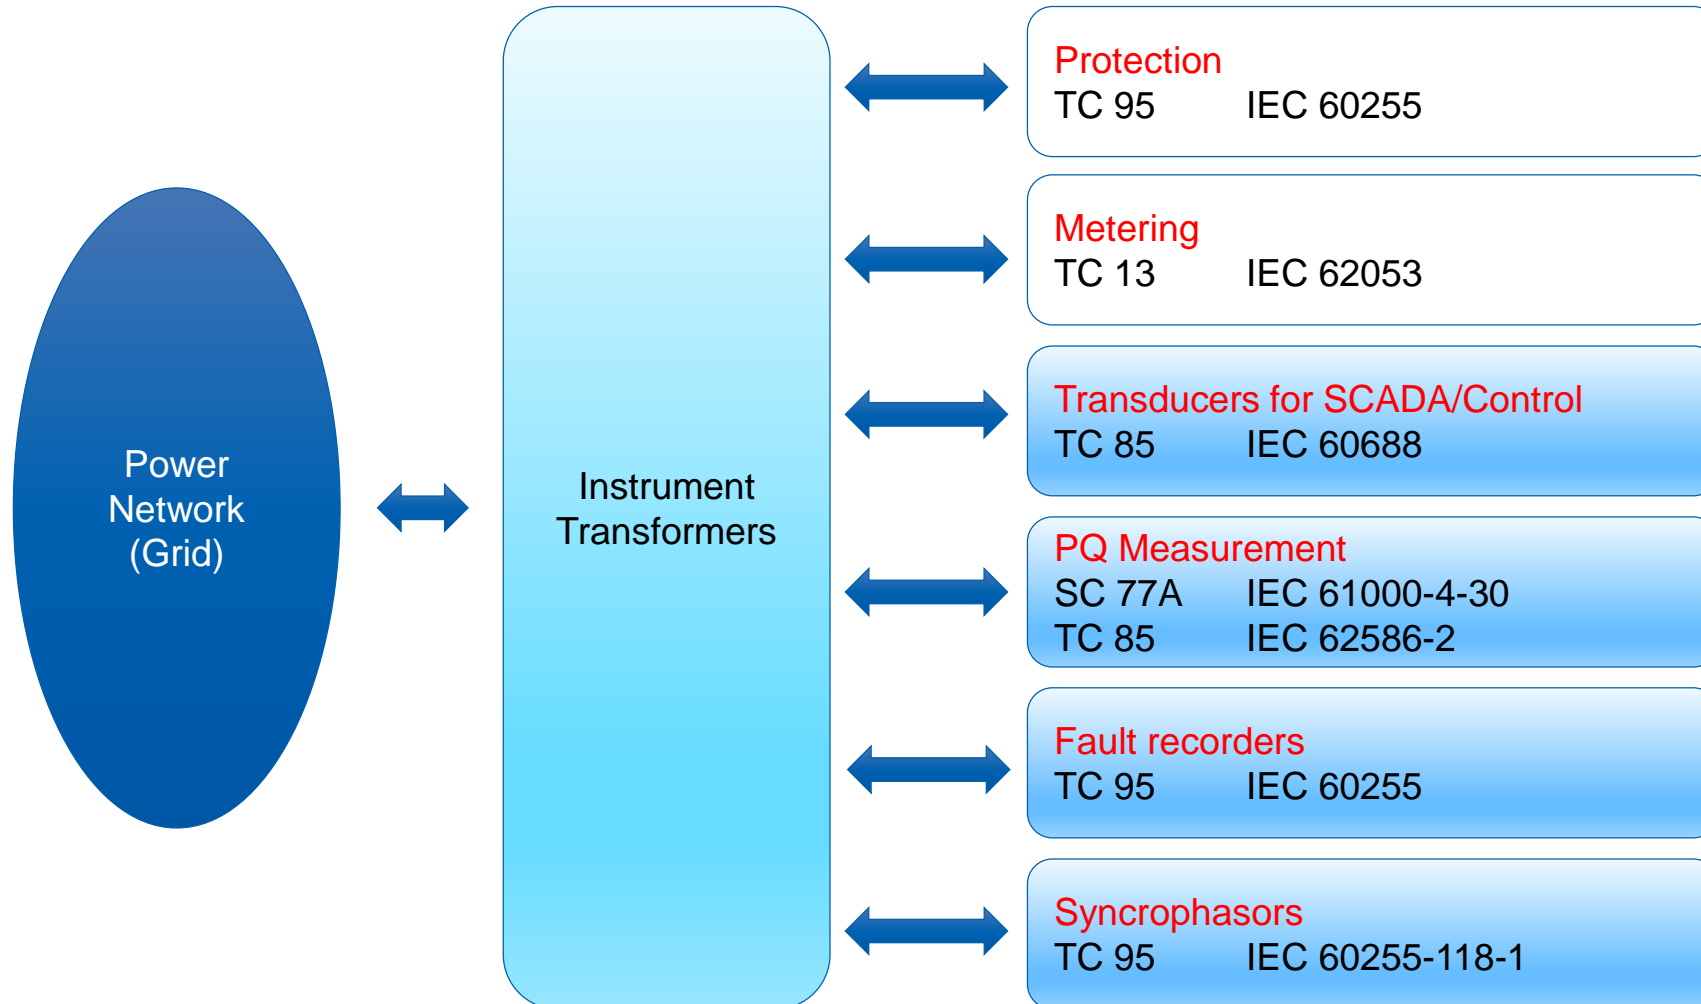 Power
Network
(Grid)
Instrument
Transformers
Protection
TC 95 IEC 60255
Metering
TC 13 IEC 62053
Transducers for SCADA/Control
TC 85 IEC 60688
PQ Measurement
SC 77A IEC 61000-4-30
TC 85 IEC 62586-2
Fault recorders
TC 95 IEC 60255
Syncrophasors
TC 95 IEC 60255-118-1